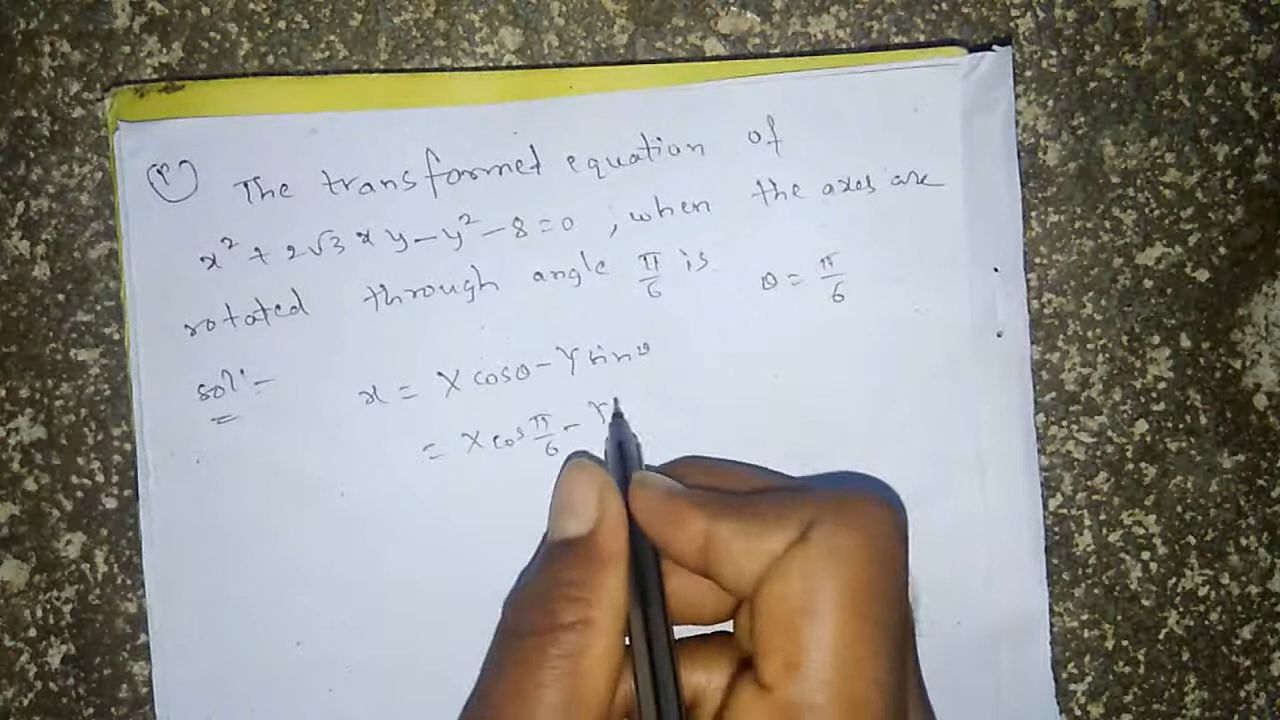 ① The transformed equation of
x² + 2√3 xy - y² - 8 = 0 , when the axes are
rotated through angle π/6 is. θ = π/6
sol:-
x = X cosθ - Y sinθ
= X cos π/6 - Y